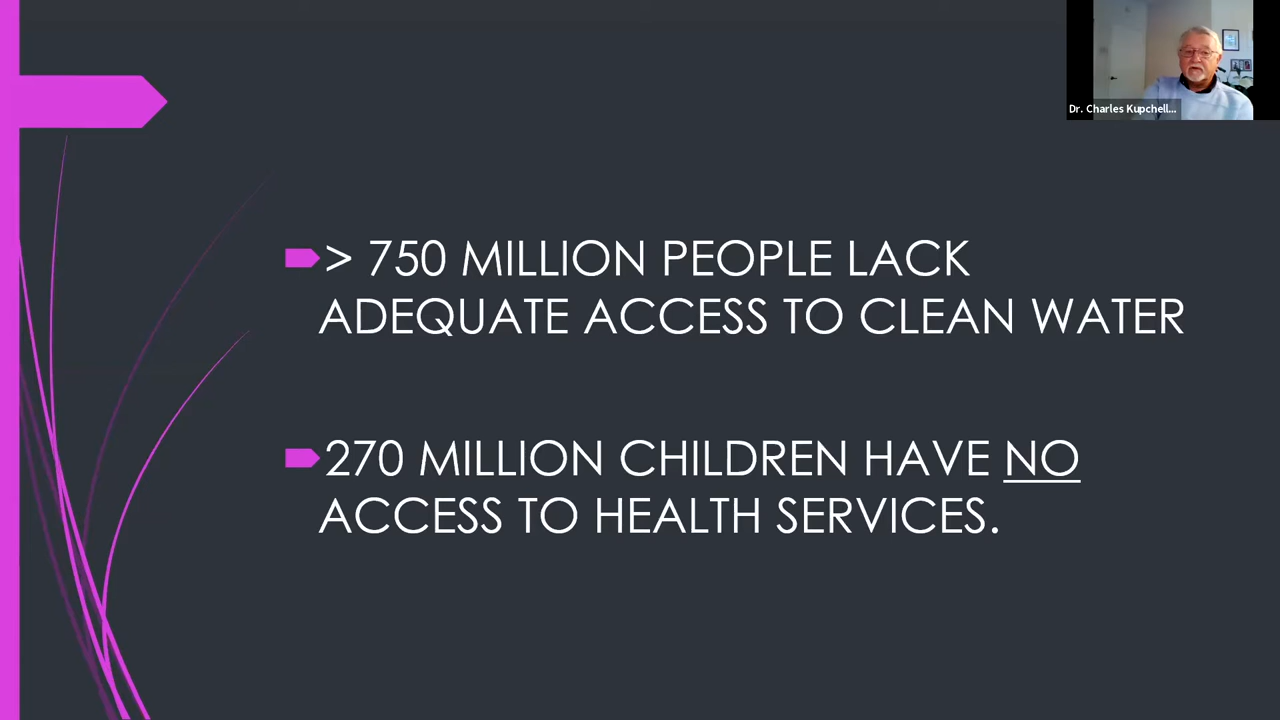 Dr. Charles Kupchell...
> 750 MILLION PEOPLE LACK
ADEQUATE ACCESS TO CLEAN WATER
270 MILLION CHILDREN HAVE NO
ACCESS TO HEALTH SERVICES.